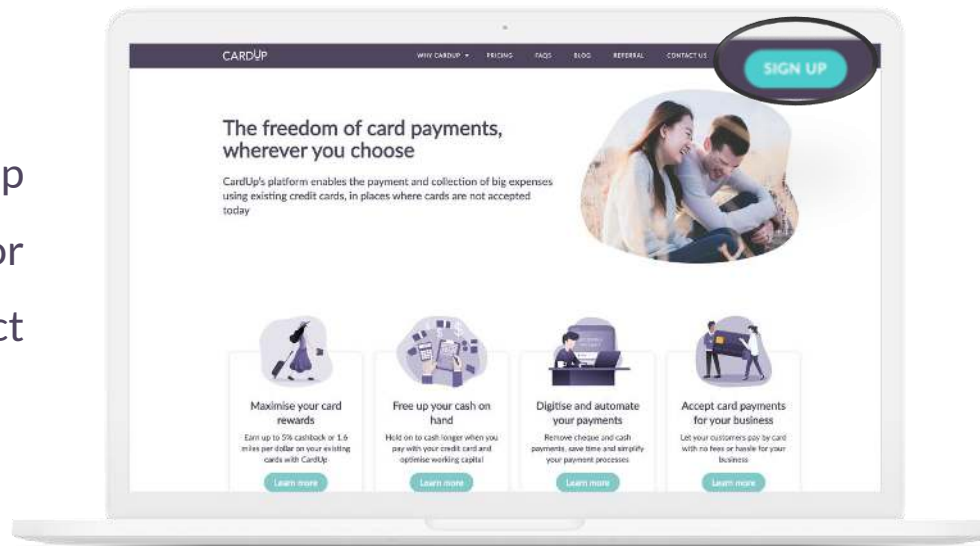 p
or
ct
CARDUP
WHY CARDUP
PRICING
FAQS
BLOG
REFERRAL
CONTACT US
SIGN UP
The freedom of card payments,
wherever you choose
CardUp's platform enables the payment and collection of big expenses
using existing credit cards, in places where cards are not accepted
today
Maximise your card
rewards
Earn up to 5% cashback or 1.6
miles per dollar on your existing
cards with CardUp
Learn more
Free up your cash on
hand
Hold on to cash longer when you
pay with your credit card and
optimise working capital
Learn more
Digitise and automate
your payments
Remove cheque and cash
payments, save time and simplify
your payment processes
Learn more
Accept card payments
for your business
Let your customers pay by card
with no fees or hassle for your
business
Learn more